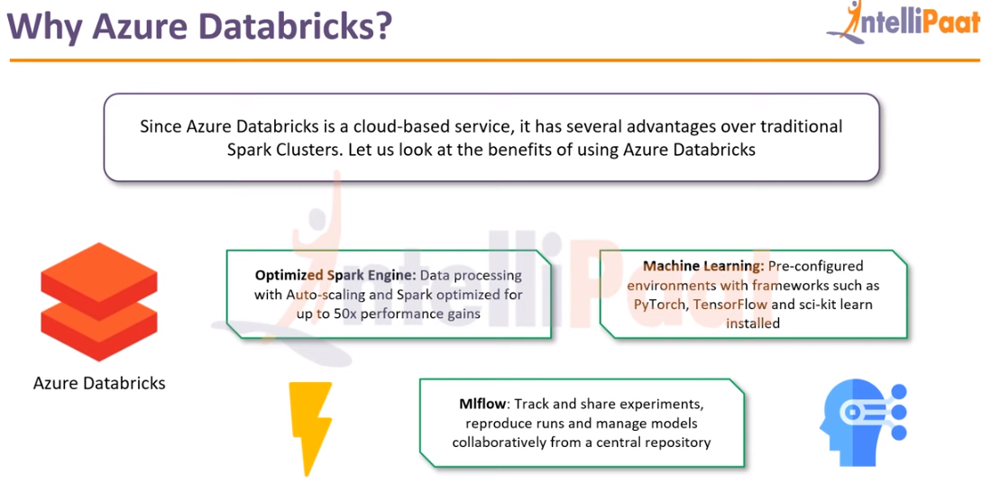 Why Azure Databricks?
IntelliPaat
Since Azure Databricks is a cloud-based service, it has several advantages over traditional
Spark Clusters. Let us look at the benefits of using Azure Databricks
IntelliPaat
Optimized Spark Engine: Data processing
with Auto-scaling and Spark optimized for
up to 50x performance gains
Machine Learning: Pre-configured
environments with frameworks such as
PyTorch, TensorFlow and sci-kit learn
installed
Azure Databricks
Mlflow: Track and share experiments,
reproduce runs and manage models
collaboratively from a central repository